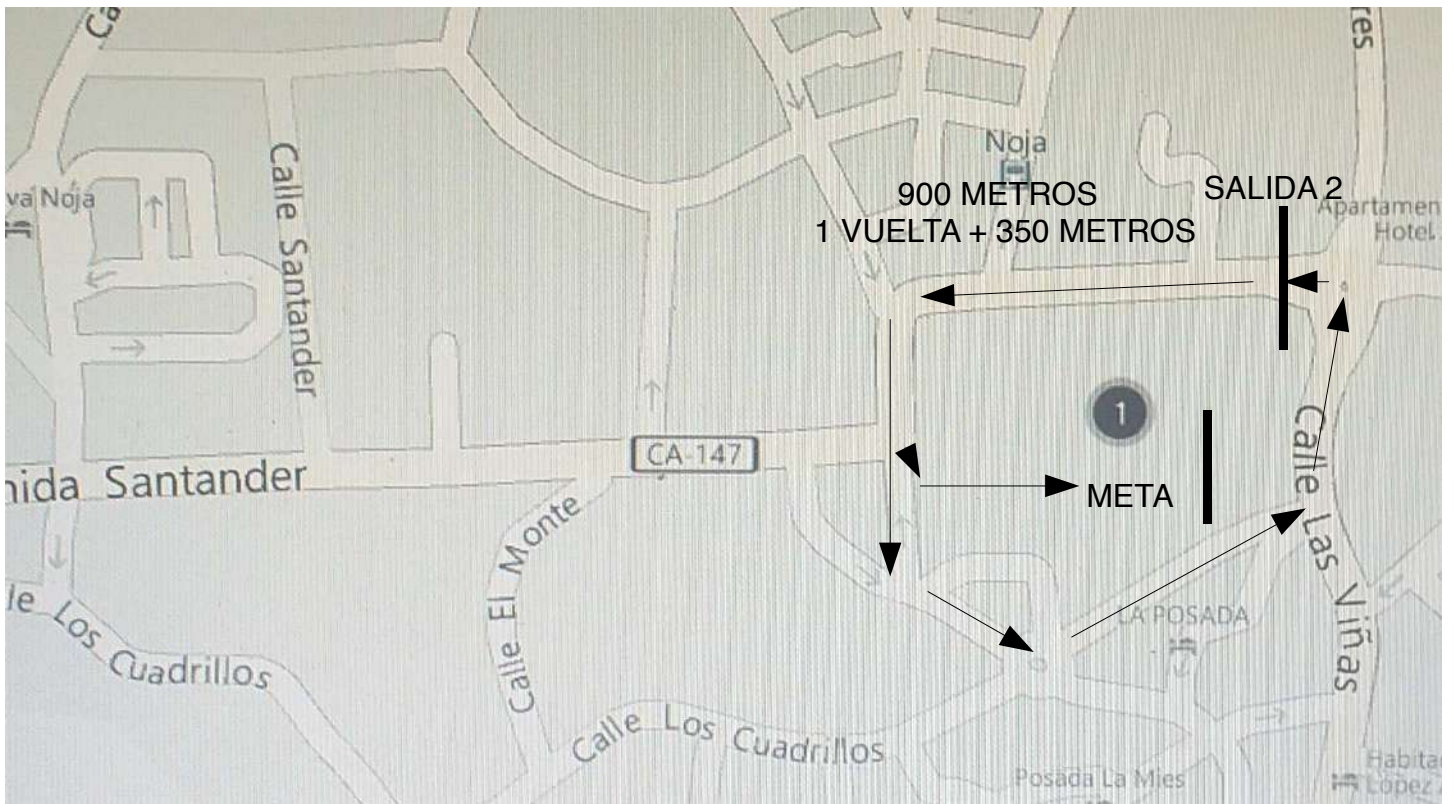 Ca
res
Noja
va Noja
Calle Santander
900 METROS
SALIDA 2
1 VUELTA + 350 METROS
Apartamen
Hotel
1
CA-147
nida Santander
META
Calle Las Viñas
Calle El Monte
le Los Cuadrillos
LA POSADA
Calle Los Cuadrillos
Posada La Mies
Habita
López